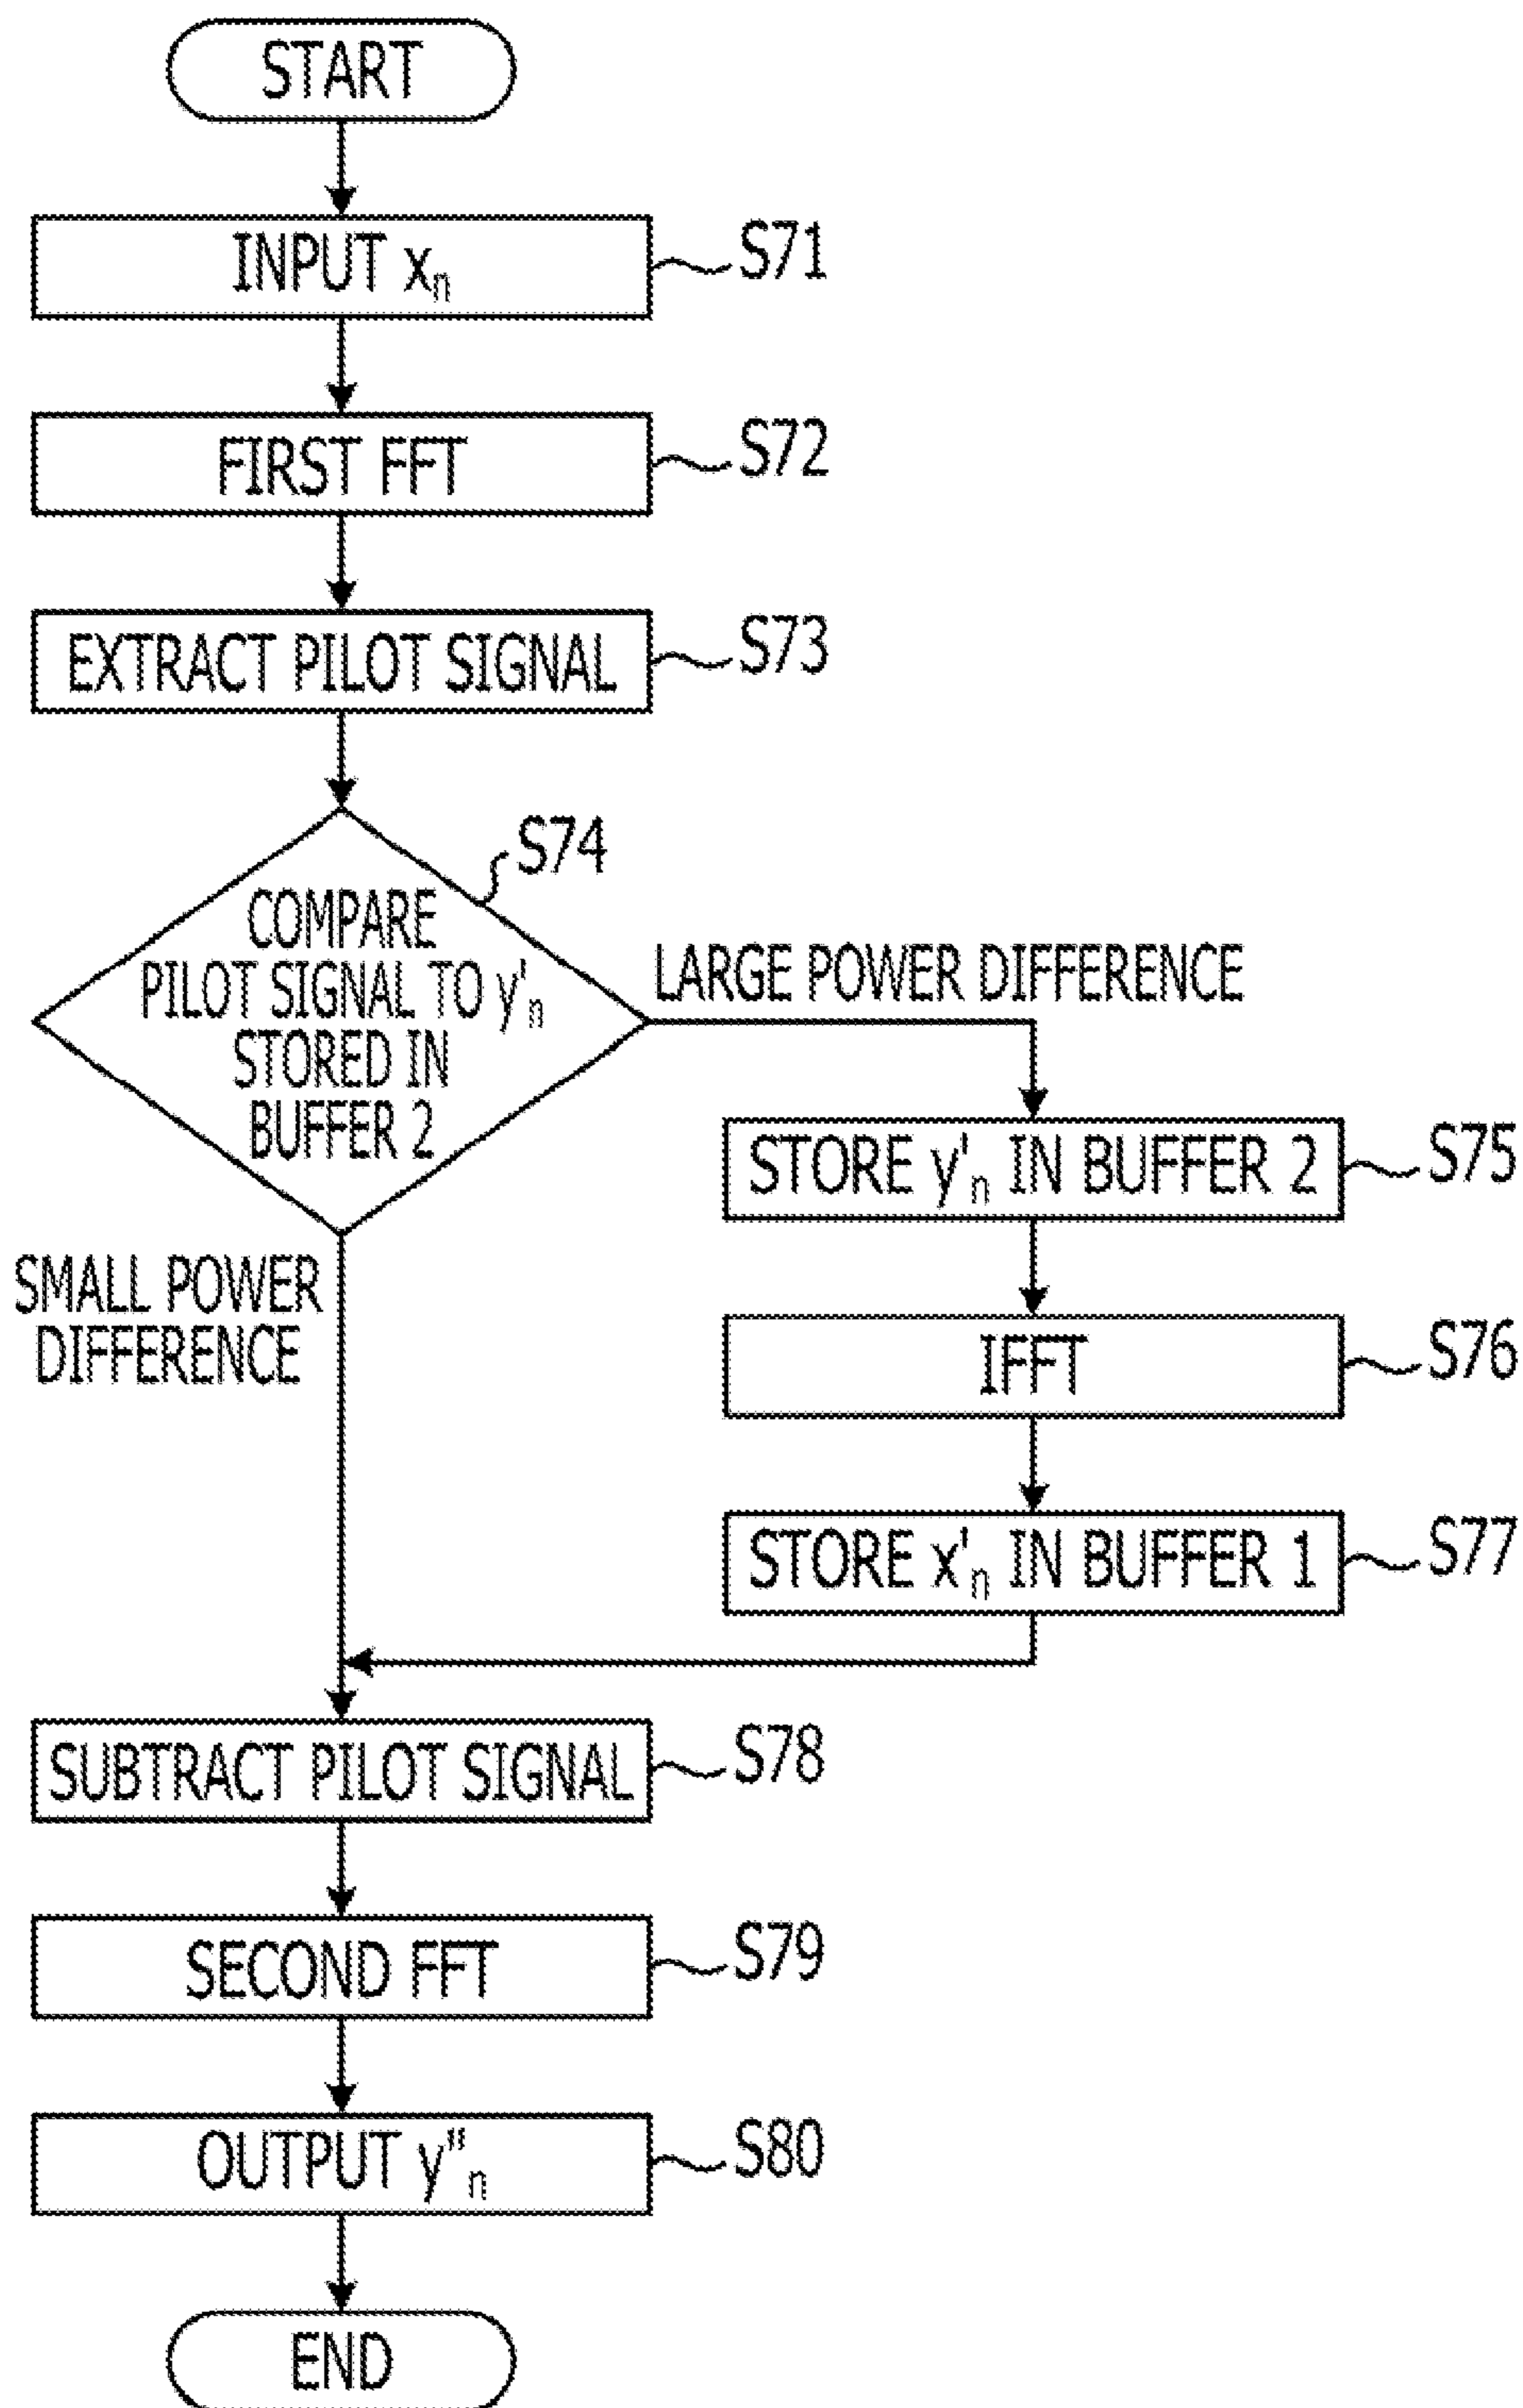 START
INPUT xn
S71
FIRST FFT
S72
EXTRACT PILOT SIGNAL
S73
S74
COMPARE
PILOT SIGNAL TO y'n
STORED IN
BUFFER 2
LARGE POWER DIFFERENCE
SMALL POWER
DIFFERENCE
STORE y'n IN BUFFER 2
S75
IFFT
S76
STORE x'n IN BUFFER 1
S77
SUBTRACT PILOT SIGNAL
S78
SECOND FFT
S79
OUTPUT y"n
S80
END